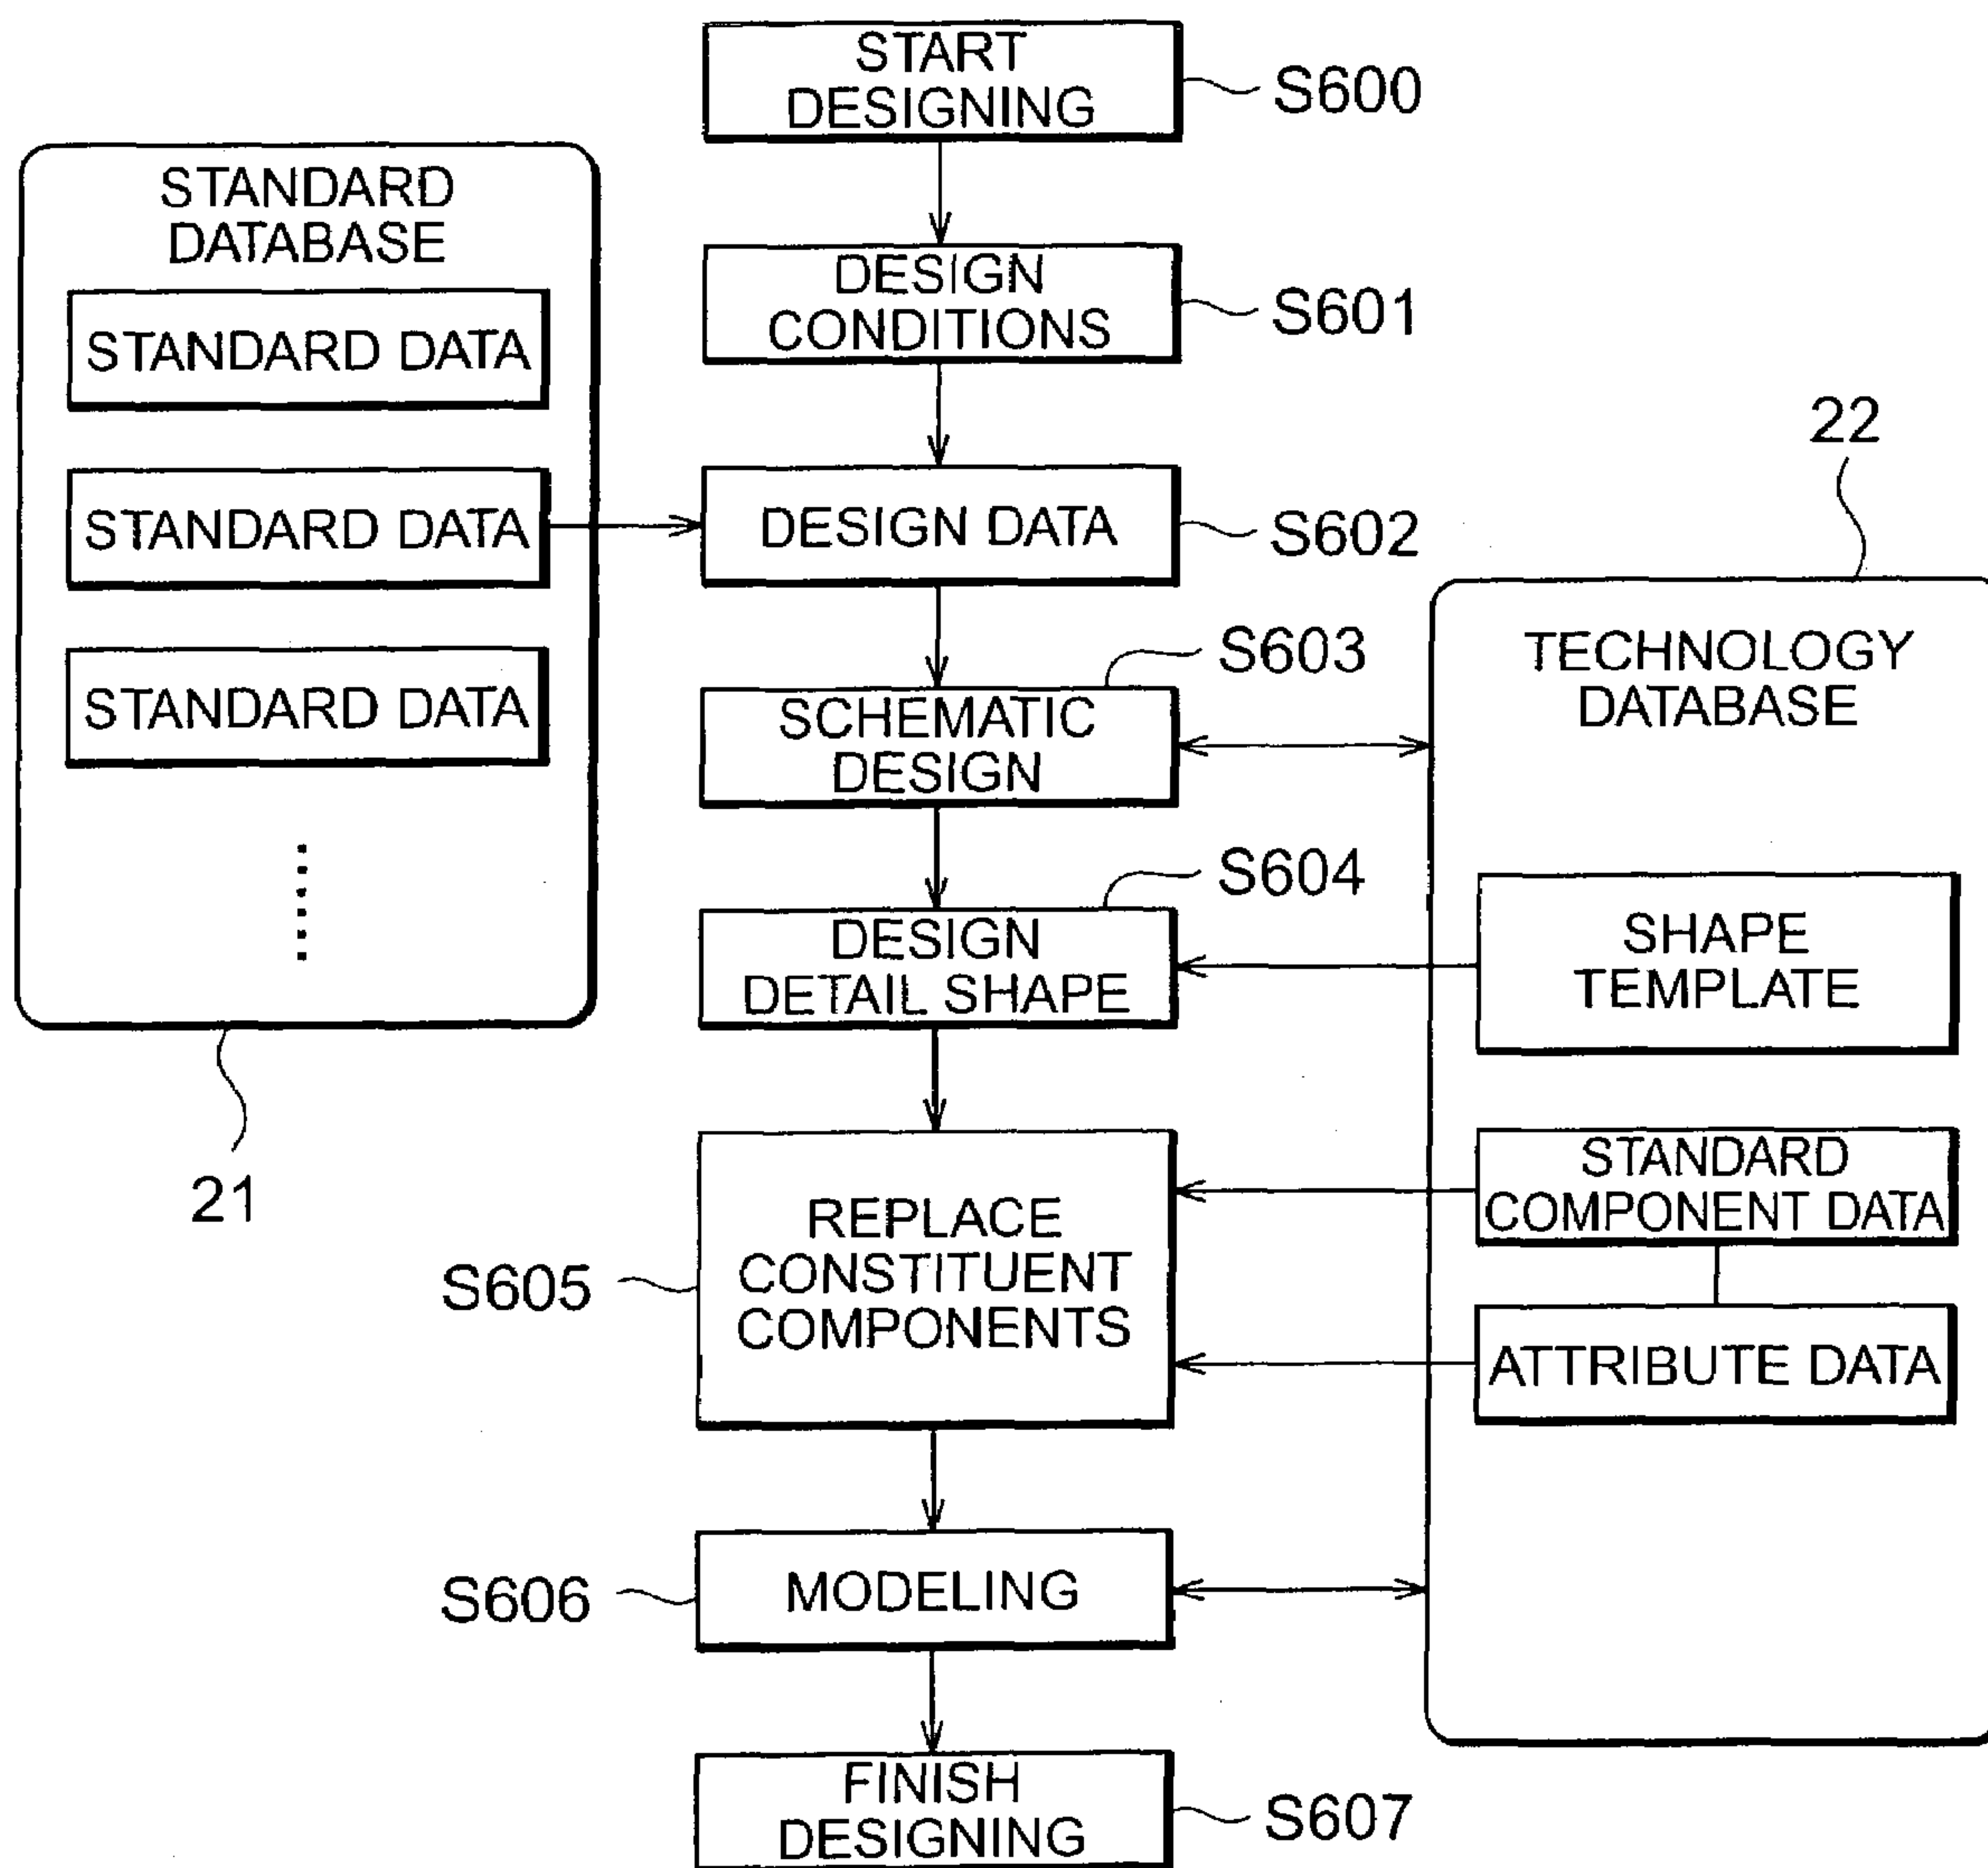 START
DESIGNING
S600
STANDARD
DATABASE
STANDARD DATA
STANDARD DATA
STANDARD DATA
21
DESIGN
CONDITIONS
S601
DESIGN DATA
S602
SCHEMATIC
DESIGN
S603
DESIGN
DETAIL SHAPE
S604
REPLACE
CONSTITUENT
COMPONENTS
S605
MODELING
S606
FINISH
DESIGNING
S607
22
TECHNOLOGY
DATABASE
SHAPE
TEMPLATE
STANDARD
COMPONENT DATA
ATTRIBUTE DATA